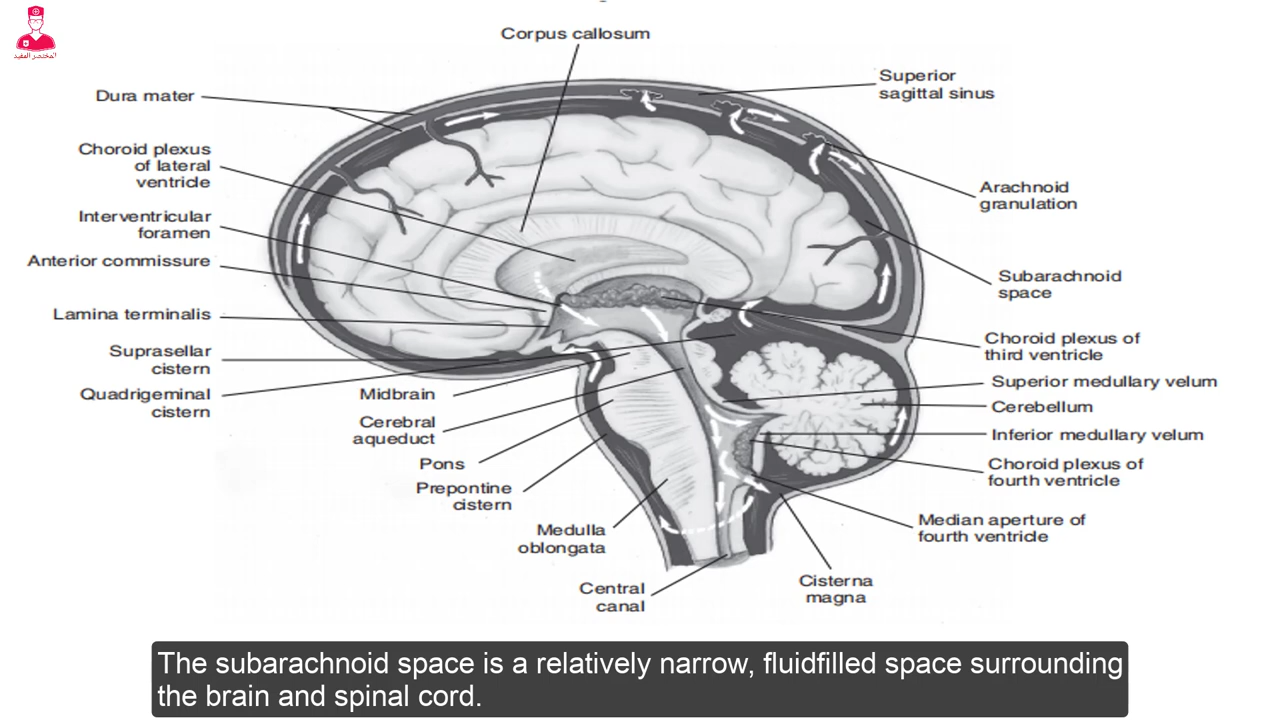 المختصر المفيد
Corpus callosum
Dura mater
Superior
sagittal sinus
Choroid plexus
of lateral
ventricle
Interventricular
foramen
Arachnoid
granulation
Anterior commissure
Subarachnoid
space
Lamina terminalis
Choroid plexus of
third ventricle
Suprasellar
cistern
Superior medullary velum
Quadrigeminal
cistern
Midbrain
Cerebellum
Cerebral
aqueduct
Inferior medullary velum
Pons
Choroid plexus of
fourth ventricle
Prepontine
cistern
Medulla
oblongata
Median aperture of
fourth ventricle
Central
canal
Cisterna
magna
The subarachnoid space is a relatively narrow, fluidfilled space surrounding
the brain and spinal cord.